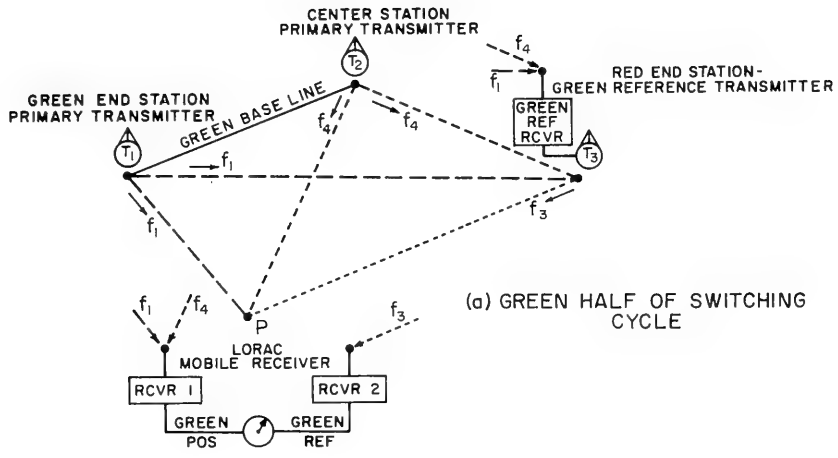 CENTER STATION
PRIMARY TRANSMITTER
T2
f4
f1
RED END STATION-
GREEN REFERENCE TRANSMITTER
GREEN
REF
RCVR
T3
GREEN END STATION
PRIMARY TRANSMITTER
T1
GREEN BASE LINE
f4
f4
f1
f1
f3
P
(a) GREEN HALF OF SWITCHING
CYCLE
f1
f4
f3
LORAC
MOBILE RECEIVER
RCVR 1
RCVR 2
GREEN
POS
GREEN
REF